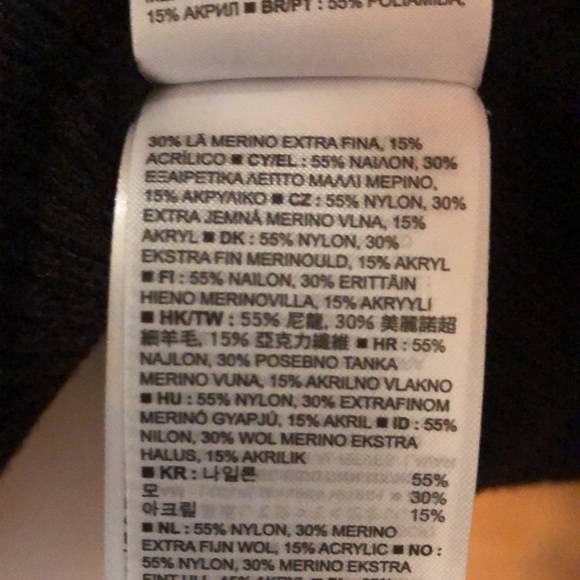 15% АКРИЛ ■ BR/PT : 55% POLIAMIDA,
30% LÃ MERINO EXTRA FINA, 15%
ACRÍLICO ■ CY/EL : 55% ΝΑΙΛΟΝ, 30%
ΕΞΑΙΡΕΤΙΚΑ ΛΕΠΤΟ ΜΑΛΛΙ ΜΕΡΙΝΟ,
15% ΑΚΡΥΛΙΚΟ ■ CZ : 55% NYLON, 30%
EXTRA JEMNÁ MERINO VLNA, 15%
AKRYL ■ DK : 55% NYLON, 30%
EKSTRA FIN MERINOULD, 15% AKRYL
■ FI : 55% NAILON, 30% ERITTÄIN
HIENO MERINOVILLA, 15% AKRYYLI
■ HK/TW : 55% 尼龍, 30% 美麗諾超
細羊毛, 15% 亞克力纖維 ■ HR : 55%
NAJLON, 30% POSEBNO TANKA
MERINO VUNA, 15% AKRILNO VLAKNO
■ HU : 55% NYLON, 30% EXTRAFINOM
MERINÓ GYAPJÚ, 15% AKRIL ■ ID : 55%
NILON, 30% WOL MERINO EKSTRA
HALUS, 15% AKRILIK
■ KR : 나일론 55%
모 30%
아크릴 15%
■ NL : 55% NYLON, 30% MERINO
EXTRA FIJN WOL, 15% ACRYLIC ■ NO :
55% NYLON, 30% MERINO EKSTRA